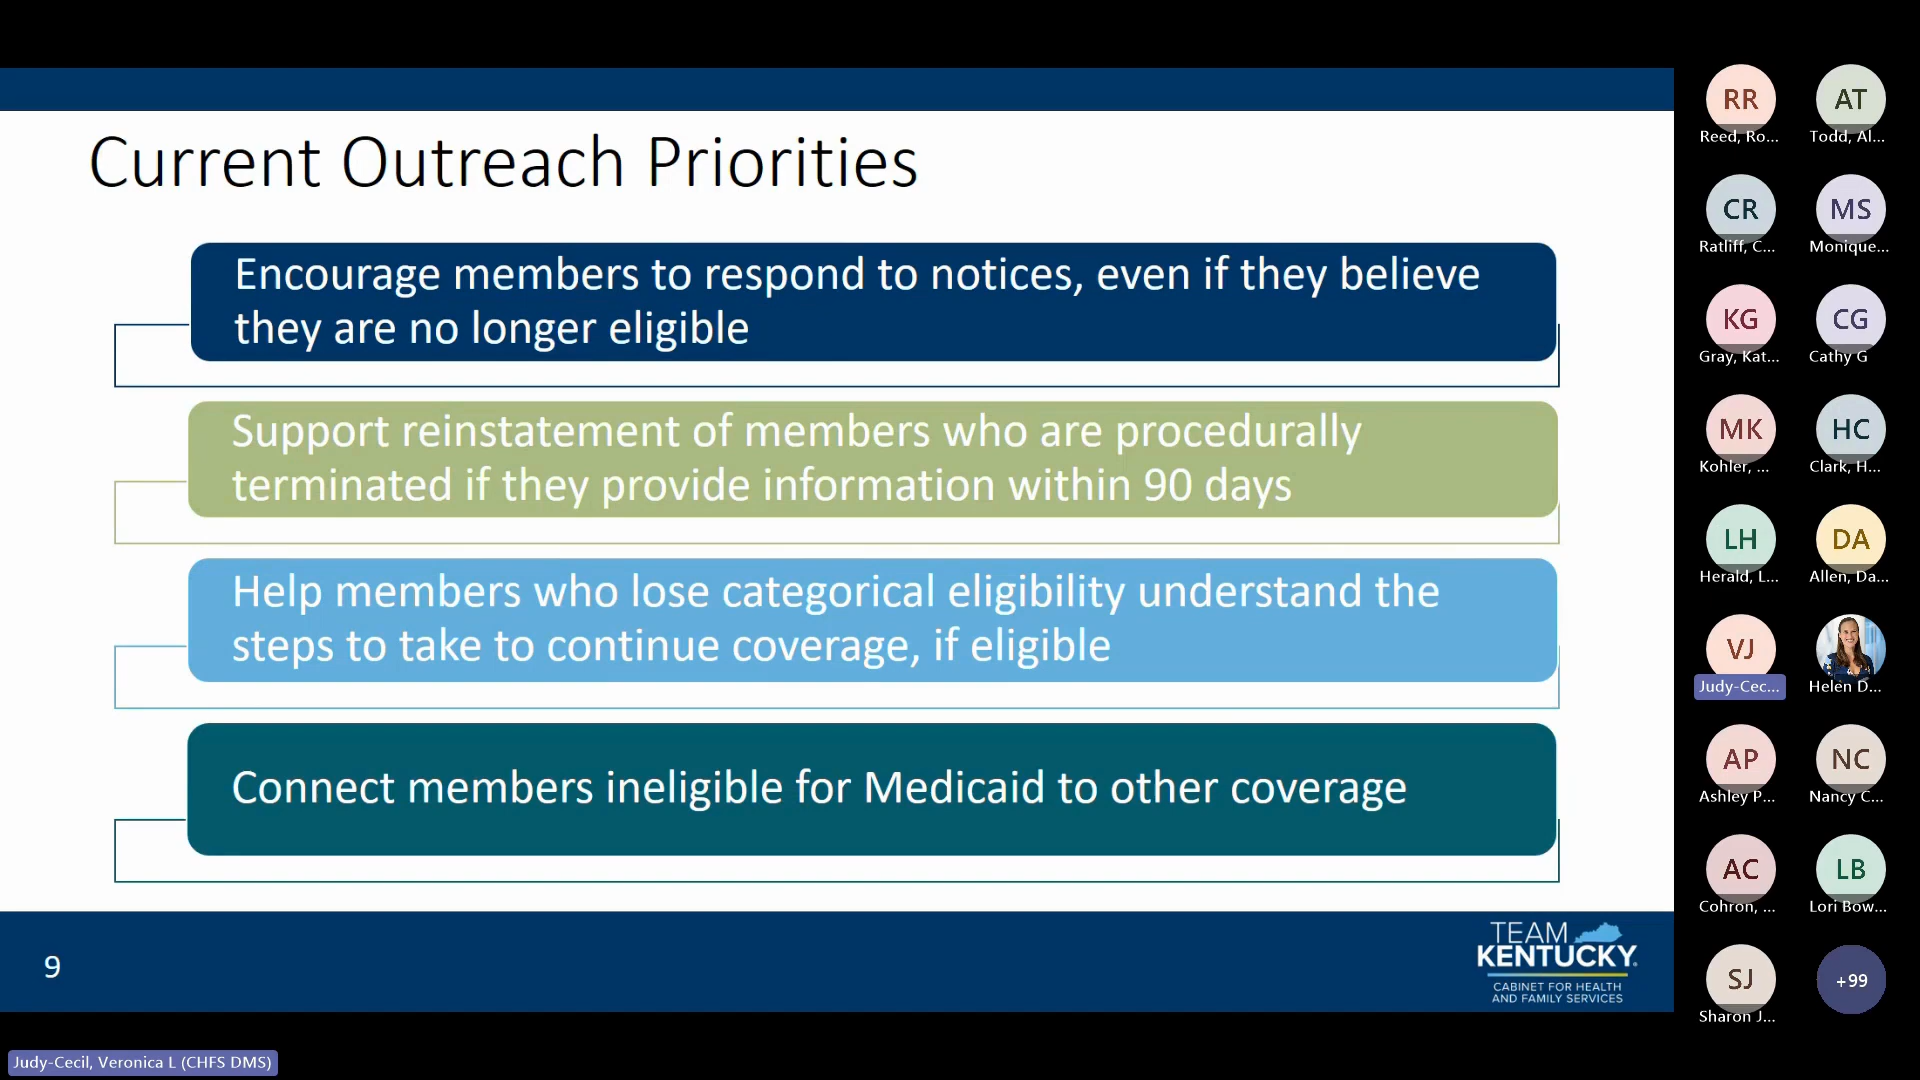 Current Outreach Priorities
Encourage members to respond to notices, even if they believe
they are no longer eligible
Support reinstatement of members who are procedurally
terminated if they provide information within 90 days
Help members who lose categorical eligibility understand the
steps to take to continue coverage, if eligible
Connect members ineligible for Medicaid to other coverage
9
TEAM
KENTUCKY
CABINET FOR HEALTH
AND FAMILY SERVICES
Judy-Cecil, Veronica L (CHFS DMS)
RR
Reed, Ro...
AT
Todd, Al...
CR
Ratliff, C...
MS
Monique...
KG
Gray, Kat...
CG
Cathy G
MK
Kohler, ...
HC
Clark, H...
LH
Herald, L...
DA
Allen, Da...
VJ
Judy-Cec...
Helen D...
AP
Ashley P...
NC
Nancy C...
AC
Cohron, ...
LB
Lori Bow...
SJ
Sharon J...
+99